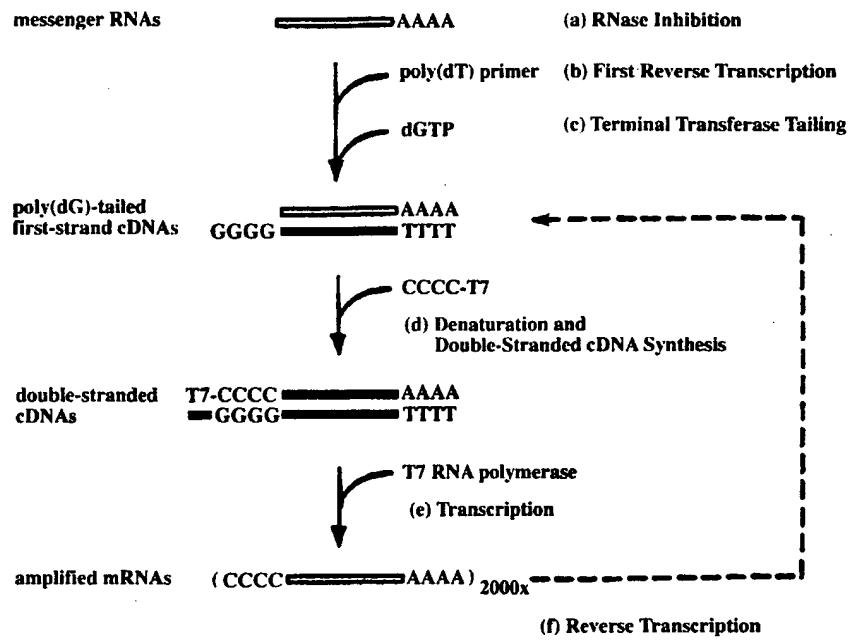 messenger RNAs
AAAA
(a) RNase Inhibition
poly(dT) primer
(b) First Reverse Transcription
dGTP
(c) Terminal Transferase Tailing
poly(dG)-tailed
first-strand cDNAs
AAAA
GGGG
TTTT
CCCC-T7
(d) Denaturation and
Double-Stranded cDNA Synthesis
double-stranded
cDNAs
T7-CCCC
AAAA
GGGG
TTTT
T7 RNA polymerase
(e) Transcription
amplified mRNAs
(CCCC
AAAA) 2000x
(f) Reverse Transcription